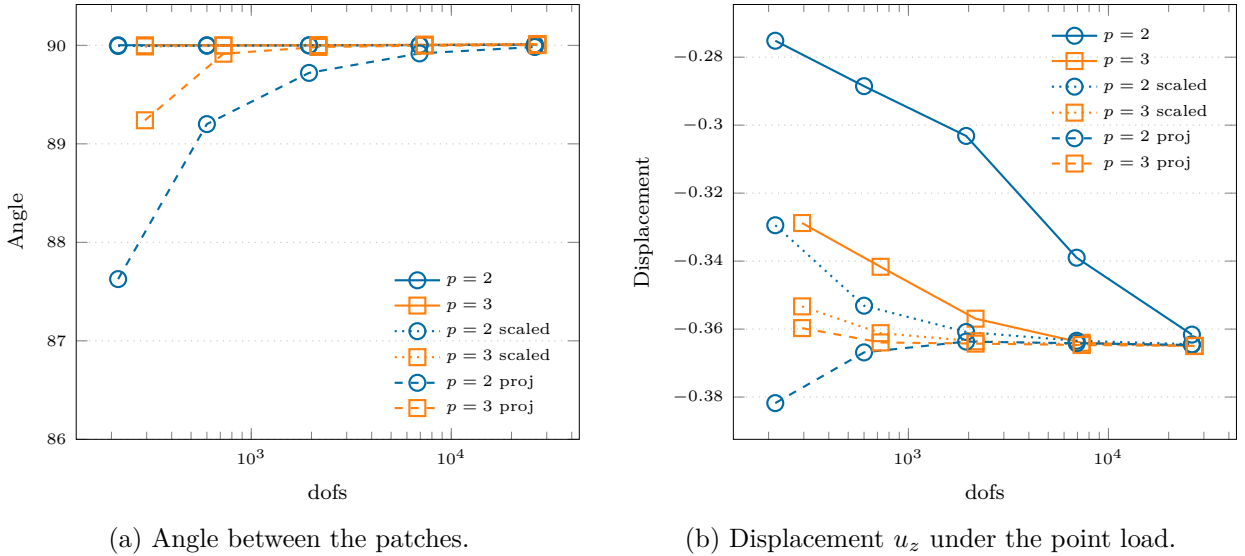 90
89
88
87
86
10^3
10^4
Angle
dofs
p = 2
p = 3
p = 2 scaled
p = 3 scaled
p = 2 proj
p = 3 proj
(a) Angle between the patches.
−0.28
−0.3
−0.32
−0.34
−0.36
−0.38
10^3
10^4
Displacement
dofs
p = 2
p = 3
p = 2 scaled
p = 3 scaled
p = 2 proj
p = 3 proj
(b) Displacement u_z under the point load.